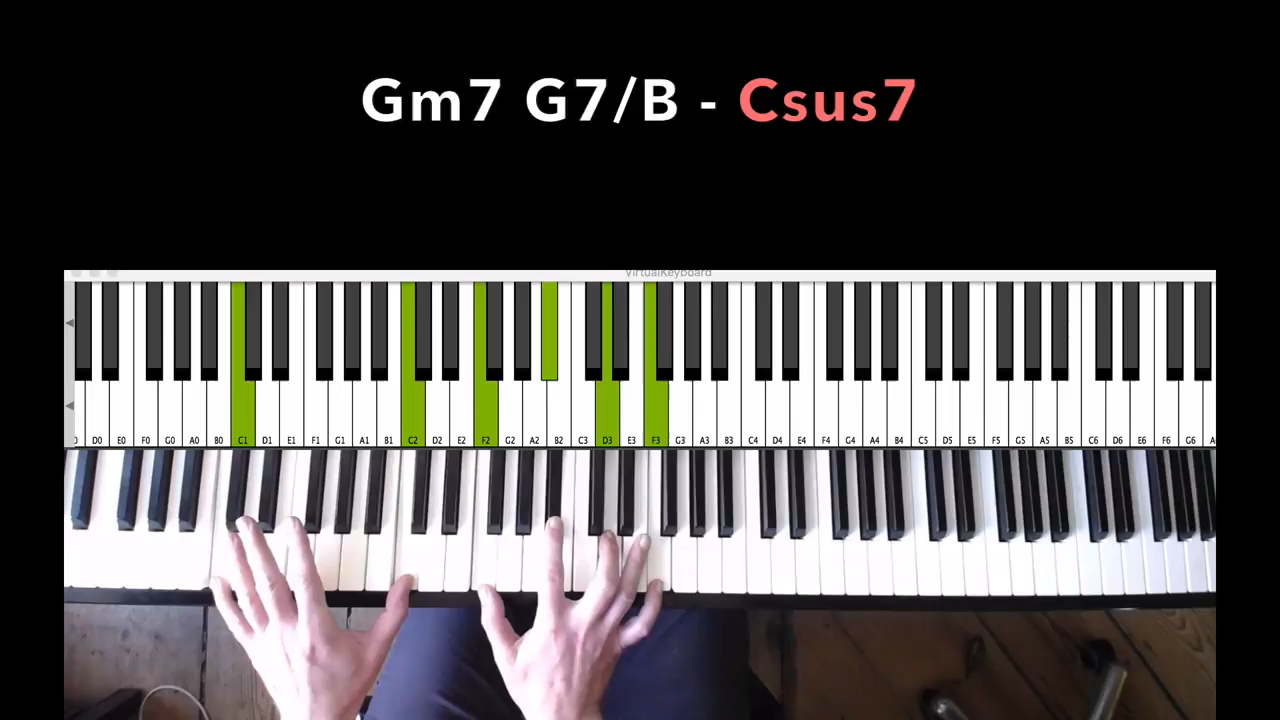 Gm7 G7/B - Csus7
VirtualKeyboard
D0 E0 F0 G0 A0 B0 C1 D1 E1 F1 G1 A1 B1 C2 D2 E2 F2 G2 A2 B2 C3 D3 E3 F3 G3 A3 B3 C4 D4 E4 F4 G4 A4 B4 C5 D5 E5 F5 G5 A5 B5 C6 D6 E6 F6 G6